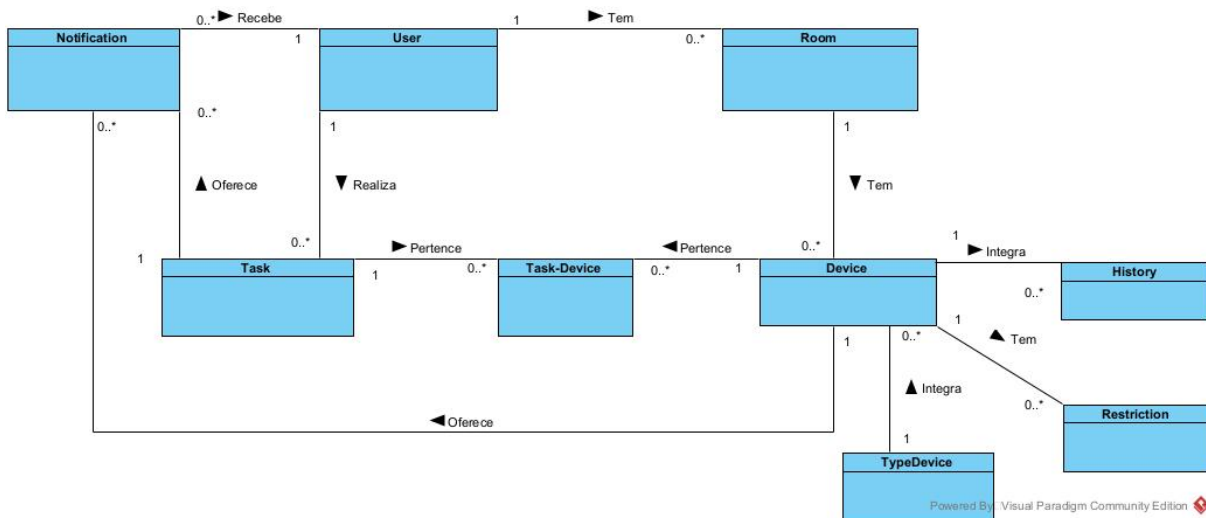 0..* ► Recebe
1 ► Tem
Notification
1
User
0..*
Room
0..*
0..*
1
1
▲ Oferece
▼ Realiza
▼ Tem
1
0..*
► Pertence
◄ Pertence
0..*
1
► Integra
Task
1
0..*
Task-Device
0..*
1
Device
History
0..*
1
0..*
1
► Tem
▲ Integra
0..*
Restriction
◄ Oferece
1
TypeDevice
Powered By: Visual Paradigm Community Edition